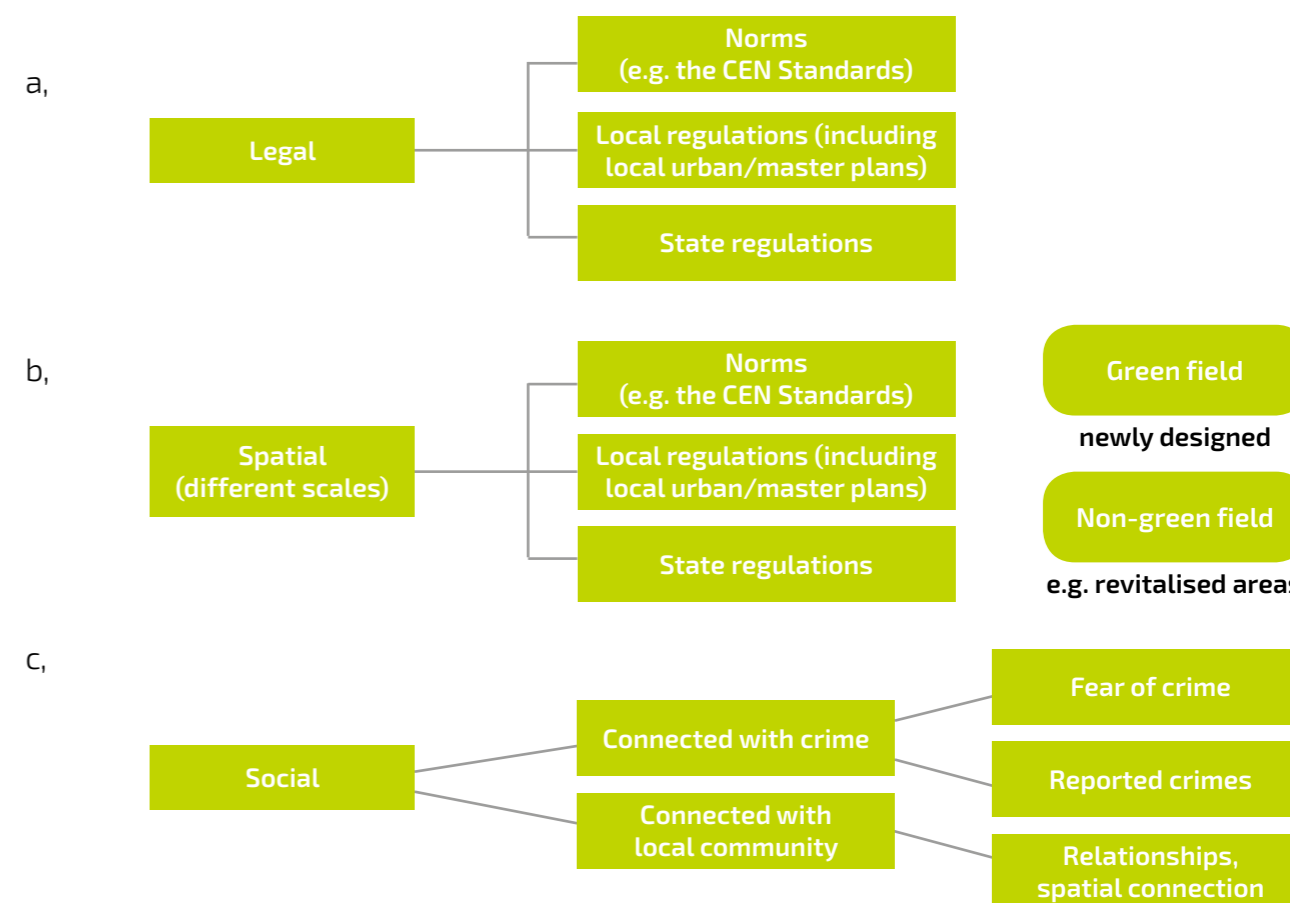 a,
Legal
Norms
(e.g. the CEN Standards)
Local regulations (including
local urban/master plans)
State regulations
b,
Spatial
(different scales)
Norms
(e.g. the CEN Standards)
Local regulations (including
local urban/master plans)
State regulations
Green field
newly designed
Non-green field
e.g. revitalised areas
c,
Social
Connected with crime
Connected with
local community
Fear of crime
Reported crimes
Relationships,
spatial connection